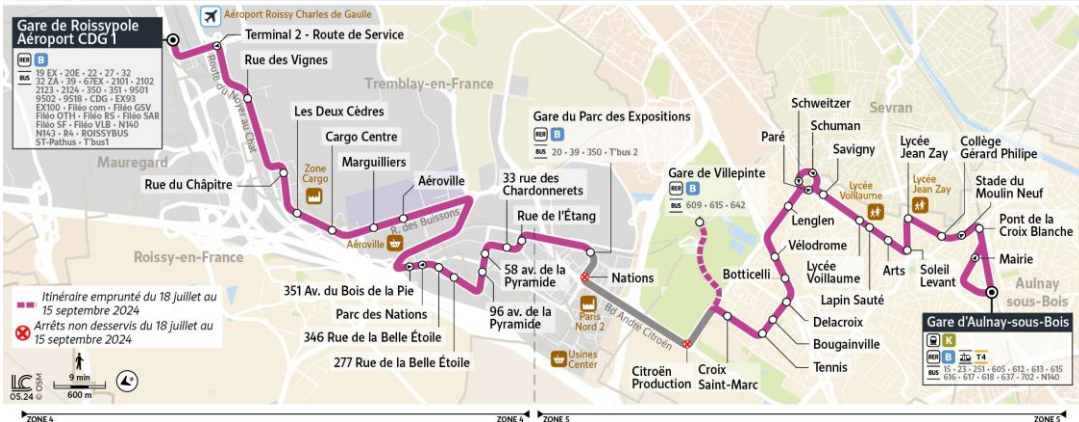 Gare de Roissypole
Aéroport CDG 1
RER B
BUS
19 EX • 20E • 22 • 27 • 32
32 ZA • 39 • 67EX • 2101 • 2102
2123 • 2124 • 350 • 351 • 9501
9502 • 9518 • CDG • EX93
EX100 • Filéo com • Filéo GSV
Filéo OTH • Filéo RS • Filéo SAR
Filéo SF • Filéo VLB • N140
N143 • R4 • ROISSYBUS
ST-Pathus • T'bus1
Aéroport Roissy Charles de Gaulle
Terminal 2 - Route de Service
Rue des Vignes
Route du Noyer au Chat
Tremblay-en-France
Mauregard
Les Deux Cèdres
Cargo Centre
Marguilliers
Aéroville
Zone
Cargo
Rue du Châpitre
Roissy-en-France
Aéroville
R. des Buissons
351 Av. du Bois de la Pie
Parc des Nations
346 Rue de la Belle Étoile
277 Rue de la Belle Étoile
96 av. de la
Pyramide
58 av. de la
Pyramide
33 rue des
Chardonnerets
Rue de l'Étang
Gare du Parc des Expositions
RER B
BUS 20 • 39 • 350 • T'bus 2
Nations
Paris
Nord 2
Usines
Center
Bd André Citroën
Citroën
Production
Gare de Villepinte
RER B
BUS 609 • 615 • 642
Croix
Saint-Marc
Tennis
Bougainville
Delacroix
Botticelli
Vélodrome
Lenglen
Paré
Schweitzer
Schuman
Savigny
Sevran
Lycée
Voillaume
Lycée
Voillaume
Lapin Sauté
Arts
Soleil
Levant
Lycée
Jean Zay
Lycée
Jean Zay
Collège
Gérard Philipe
Stade du
Moulin Neuf
Pont de la
Croix Blanche
Mairie
Aulnay
sous-Bois
Gare d'Aulnay-sous-Bois
K
RER B T4
BUS 15 • 23 • 251 • 605 • 612 • 613 • 615
616 • 617 • 618 • 637 • 702 • N140
Itinéraire emprunté du 18 juillet au
15 septembre 2024
Arrêts non desservis du 18 juillet au
15 septembre 2024
9 min
600 m
LC
05.24 © OSM
ZONE 4
ZONE 4
ZONE 5
ZONE 5